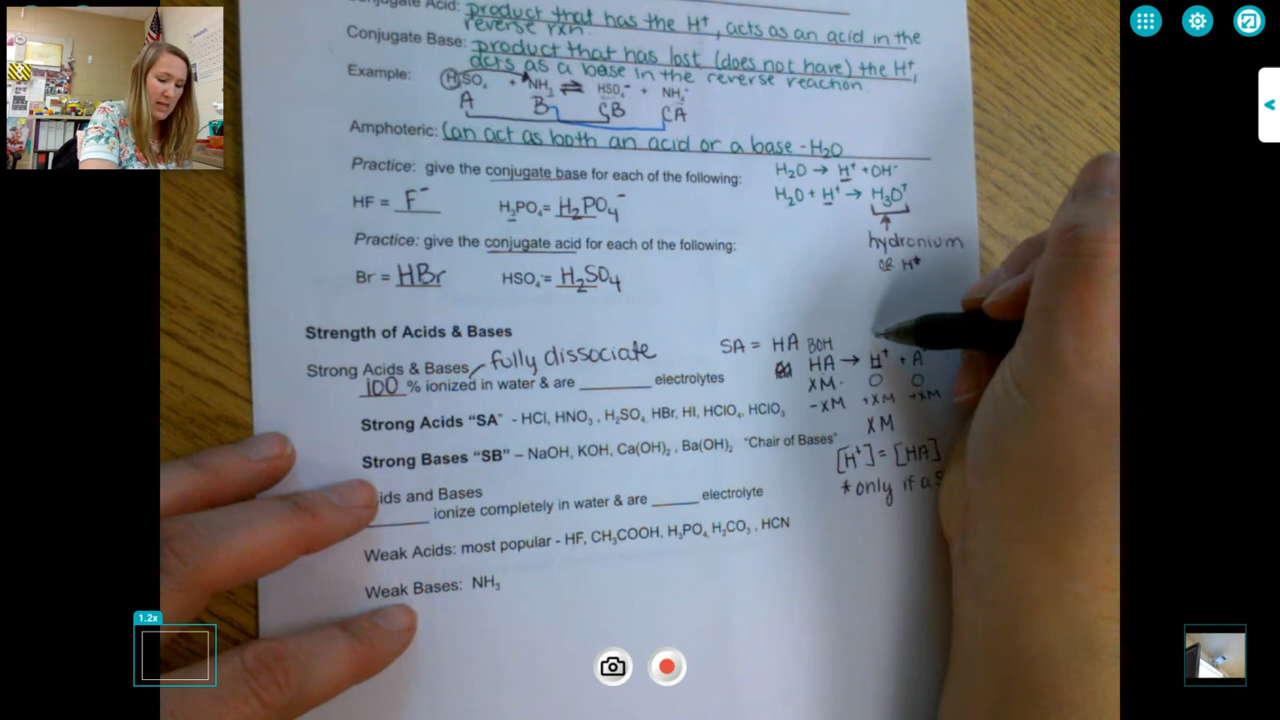 Conjugate Acid: product that has the H⁺, acts as an acid in the
reverse rxn.
Conjugate Base: product that has lost (does not have) the H⁺,
acts as a base in the reverse reaction.
Example: H₂SO₄ + NH₃ ⇌ HSO₄⁻ + NH₄⁺
A B CB CA
Amphoteric: Can act as both an acid or a base - H₂O
Practice: give the conjugate base for each of the following:
H₂O → H⁺ + OH⁻
HF = F⁻ H₃PO₄ = H₂PO₄⁻
H₂O + H⁺ → H₃O⁺
hydronium
OR H⁺
Practice: give the conjugate acid for each of the following:
Br⁻ = HBr HSO₄⁻ = H₂SO₄
Strength of Acids & Bases
SA = HA BOH
Strong Acids & Bases - fully dissociate
HA → H⁺ + A⁻
100 % ionized in water & are ______ electrolytes
XM 0 0
-XM +XM +XM
XM
Strong Acids "SA" - HCl, HNO₃, H₂SO₄, HBr, HI, HClO₄, HClO₃
Strong Bases "SB" – NaOH, KOH, Ca(OH)₂, Ba(OH)₂ "Chair of Bases"
[H⁺] = [HA]
*only if a S
ids and Bases
______ ionize completely in water & are _____ electrolyte
Weak Acids: most popular - HF, CH₃COOH, H₃PO₄, H₂CO₃, HCN
Weak Bases: NH₃
1.2x